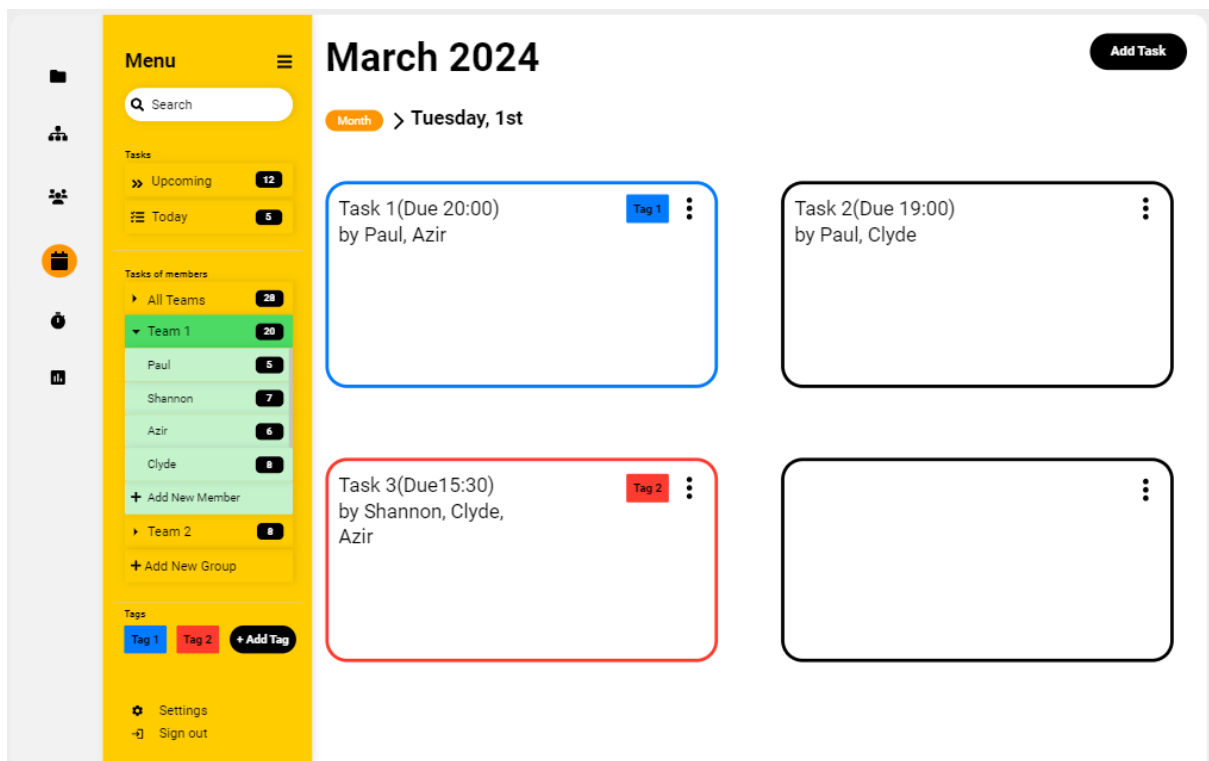 Menu
Search
Tasks
Upcoming 12
Today 5
Tasks of members
All Teams 28
Team 1 20
Paul 5
Shannon 7
Azir 6
Clyde 8
+ Add New Member
Team 2 8
+ Add New Group
Tags
Tag 1 Tag 2 + Add Tag
Settings
Sign out
March 2024
Add Task
Month > Tuesday, 1st
Task 1(Due 20:00) Tag 1
by Paul, Azir
Task 2(Due 19:00)
by Paul, Clyde
Task 3(Due15:30) Tag 2
by Shannon, Clyde,
Azir